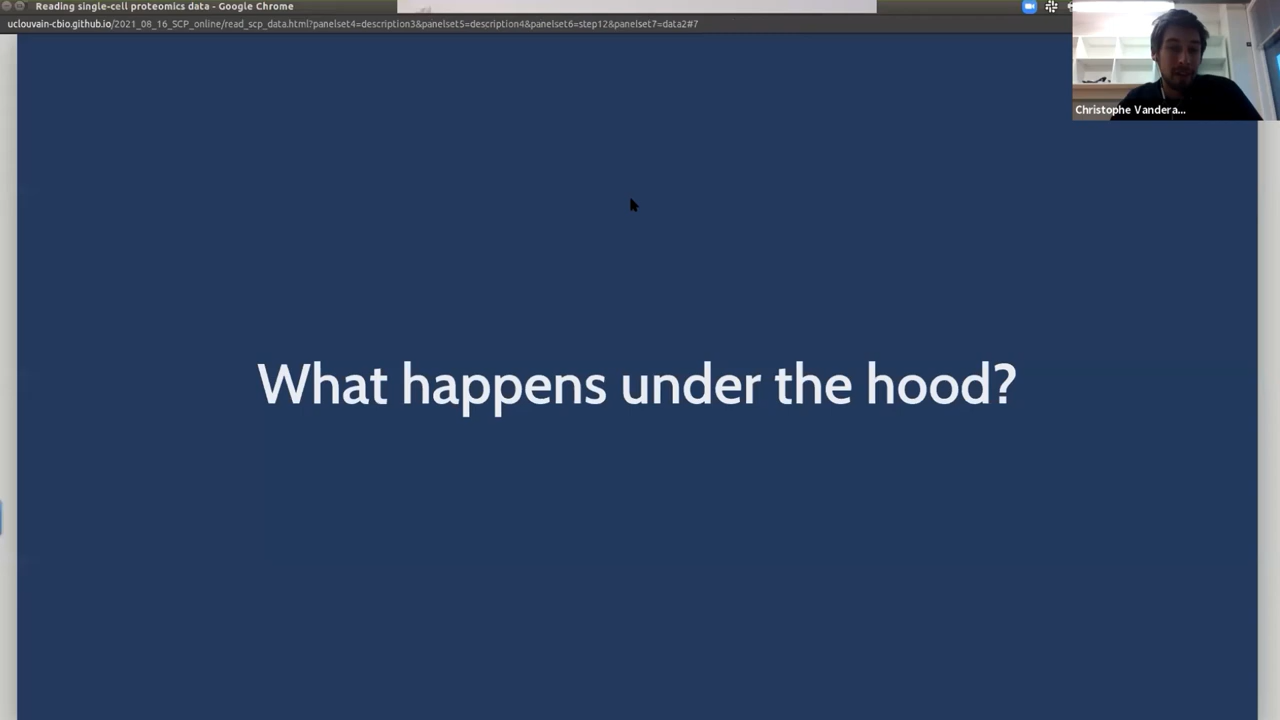 Reading single-cell proteomics data - Google Chrome
uclouvain-cbio.github.io/2021_08_16_SCP_online/read_scp_data.html?panelset4=description3&panelset5=description4&panelset6=step12&panelset7=data2#7
Christophe Vandera...
What happens under the hood?